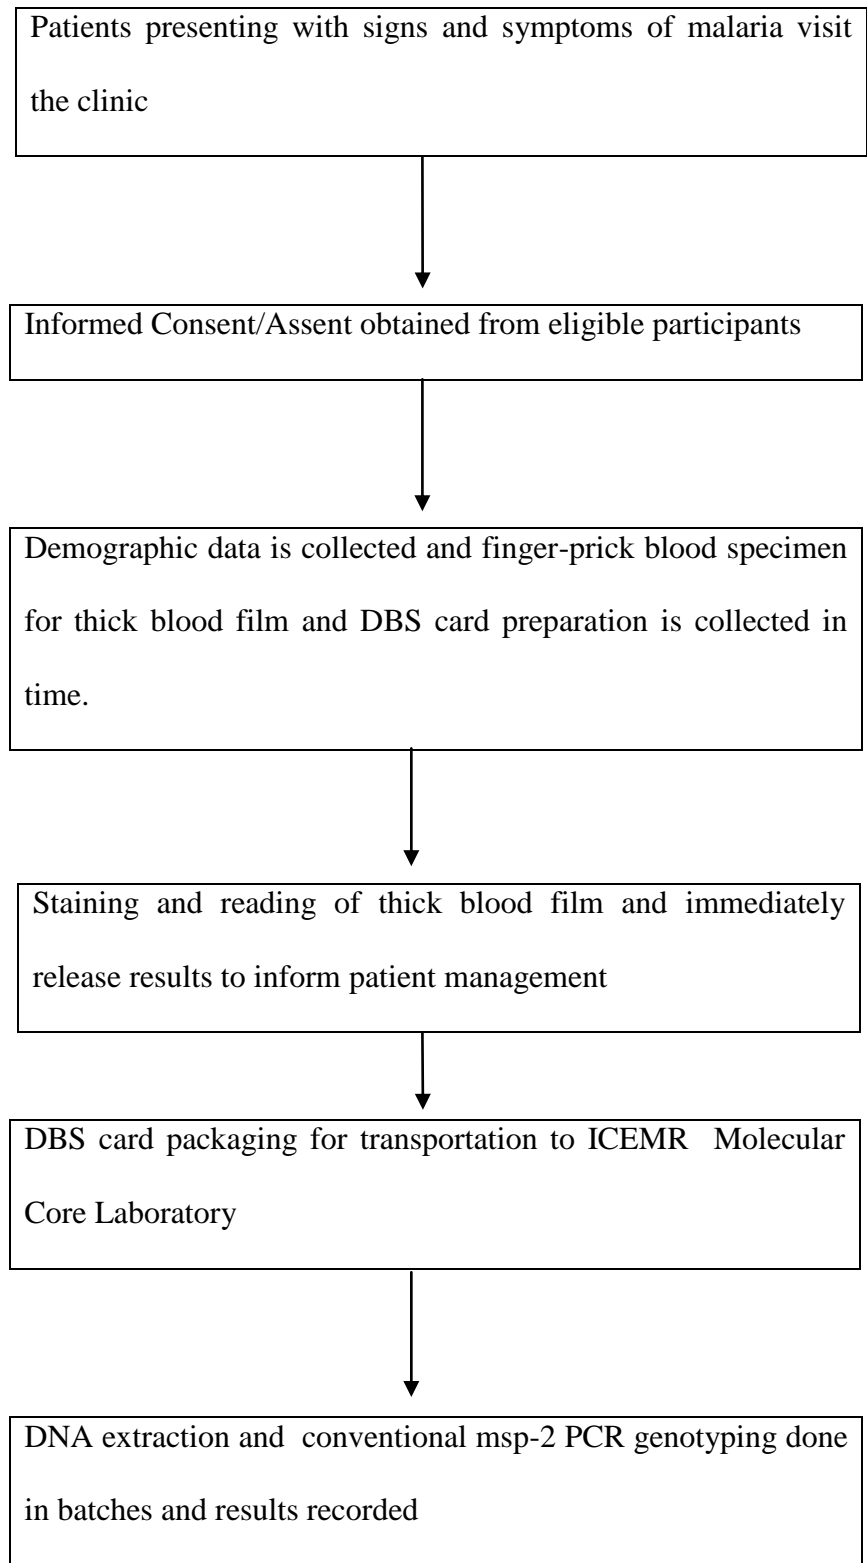 Patients presenting with signs and symptoms of malaria visit
the clinic
Informed Consent/Assent obtained from eligible participants
Demographic data is collected and finger-prick blood specimen
for thick blood film and DBS card preparation is collected in
time.
Staining and reading of thick blood film and immediately
release results to inform patient management
DBS card packaging for transportation to ICEMR Molecular
Core Laboratory
DNA extraction and conventional msp-2 PCR genotyping done
in batches and results recorded